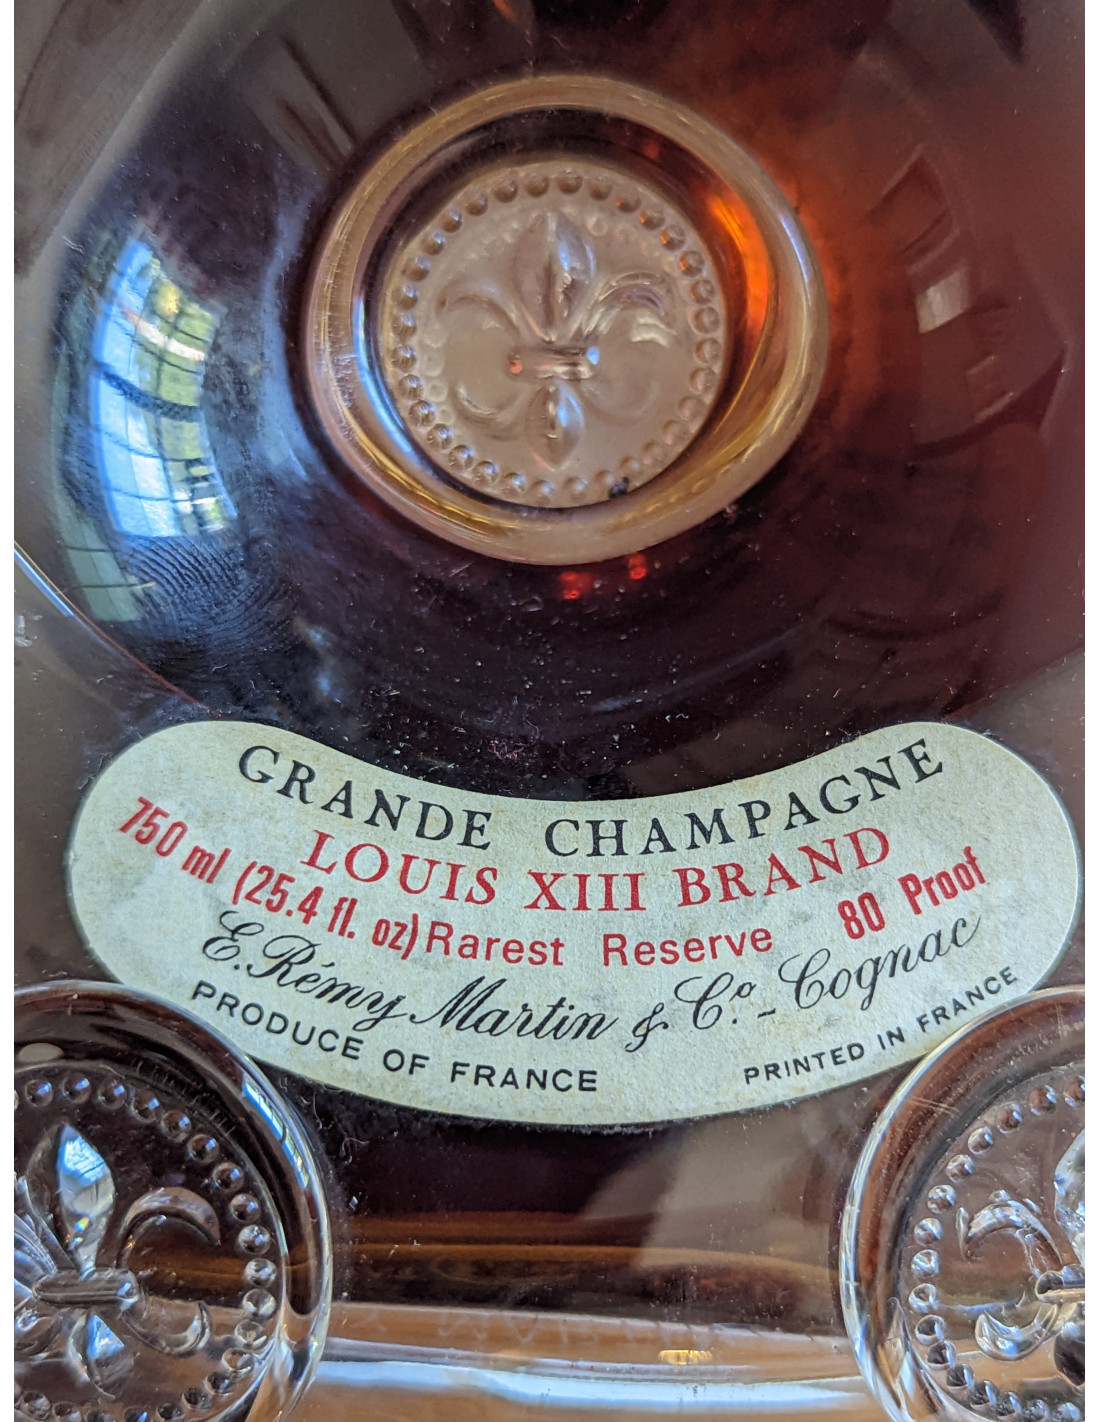 GRANDE CHAMPAGNE
LOUIS XIII BRAND
750 ml (25.4 fl. oz) Rarest Reserve 80 Proof
E. Rémy Martin & Co. - Cognac
PRODUCE OF FRANCE PRINTED IN FRANCE